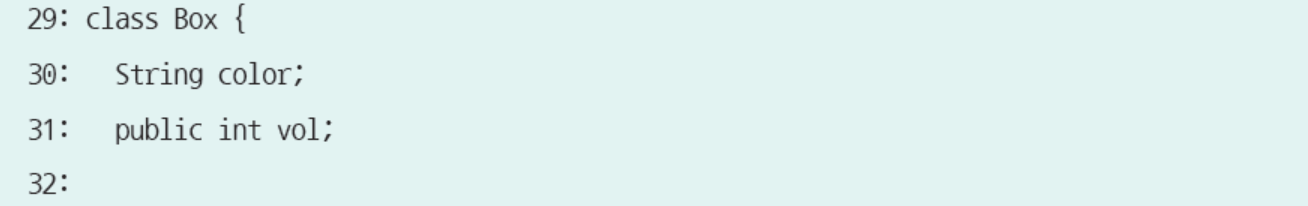 29: class Box {
30:   String color;
31:   public int vol;
32: